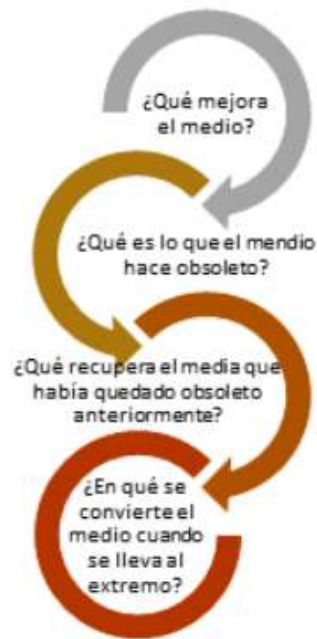 ¿Qué mejora
el medio?
¿Qué es lo que el mendio
hace obsoleto?
¿Qué recupera el media que
había quedado obsoleto
anteriormente?
¿En qué se
convierte el
medio cuando
se lleva al
extremo?